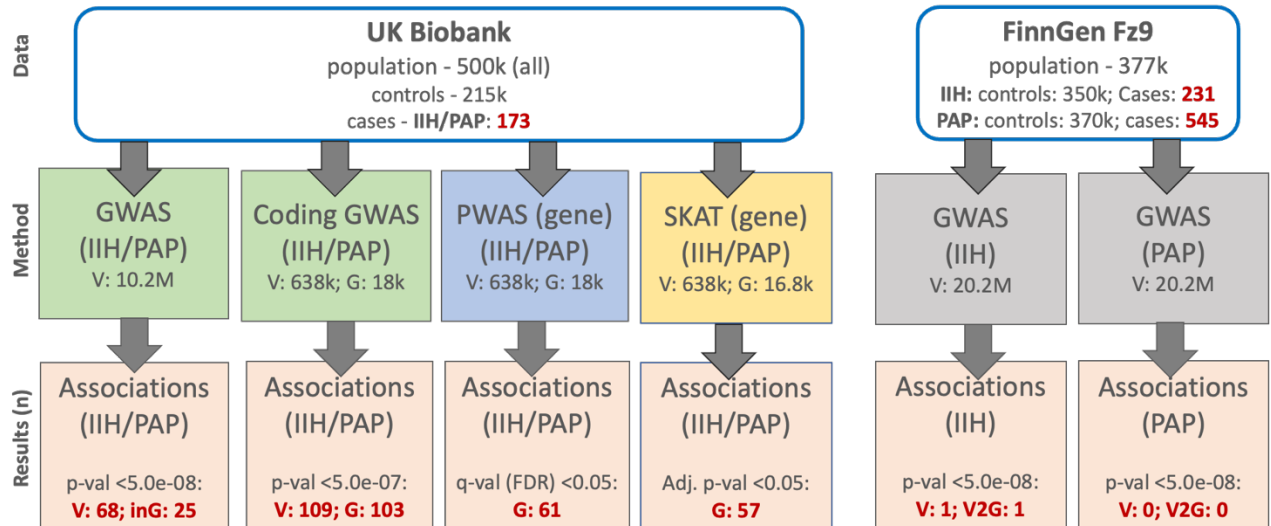 Data
UK Biobank
population - 500k (all)
controls - 215k
cases - IIH/PAP: 173
FinnGen Fz9
population - 377k
IIH: controls: 350k; Cases: 231
PAP: controls: 370k; cases: 545
Method
GWAS
(IIH/PAP)
V: 10.2M
Coding GWAS
(IIH/PAP)
V: 638k; G: 18k
PWAS (gene)
(IIH/PAP)
V: 638k; G: 18k
SKAT (gene)
(IIH/PAP)
V: 638k; G: 16.8k
GWAS
(IIH)
V: 20.2M
GWAS
(PAP)
V: 20.2M
Results (n)
Associations
(IIH/PAP)
p-val <5.0e-08:
V: 68; inG: 25
Associations
(IIH/PAP)
p-val <5.0e-07:
V: 109; G: 103
Associations
(IIH/PAP)
q-val (FDR) <0.05:
G: 61
Associations
(IIH/PAP)
Adj. p-val <0.05:
G: 57
Associations
(IIH)
p-val <5.0e-08:
V: 1; V2G: 1
Associations
(PAP)
p-val <5.0e-08:
V: 0; V2G: 0